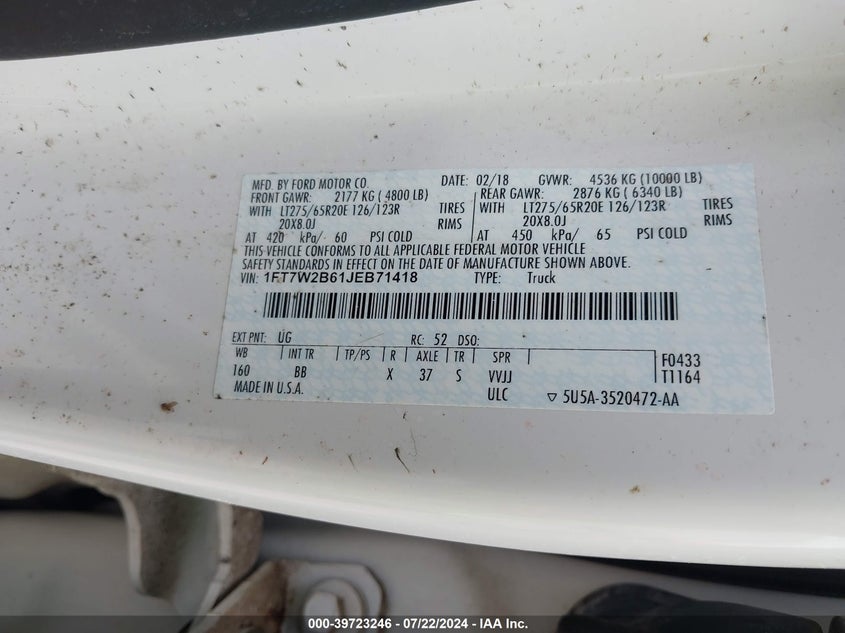 MFD. BY FORD MOTOR CO. DATE: 02/18 GVWR: 4536 KG (10000 LB)
FRONT GAWR: 2177 KG ( 4800 LB) REAR GAWR: 2876 KG ( 6340 LB)
WITH LT275/65R20E 126/123R TIRES WITH LT275/65R20E 126/123R TIRES
20X8.0J RIMS 20X8.0J RIMS
AT 420 kPa/ 60 PSI COLD AT 450 kPa/ 65 PSI COLD
THIS VEHICLE CONFORMS TO ALL APPLICABLE FEDERAL MOTOR VEHICLE
SAFETY STANDARDS IN EFFECT ON THE DATE OF MANUFACTURE SHOWN ABOVE.
VIN: 1FT7W2B61JEB71418 TYPE: Truck
EXT PNT: UG RC: 52 DSO:
WB INT TR TP/PS R AXLE TR SPR F0433
160 BB X 37 S VVJJ T1164
MADE IN U.S.A. ULC ▽ 5U5A-3520472-AA
000-39723246 - 07/22/2024 - IAA Inc.